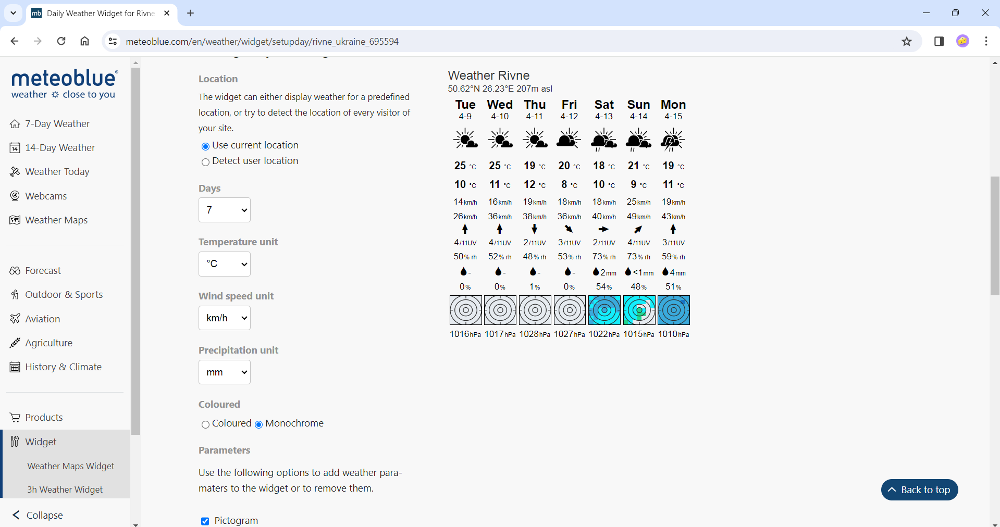 mb Daily Weather Widget for Rivne
meteoblue.com/en/weather/widget/setupday/rivne_ukraine_695594
meteoblue®
weather close to you
7-Day Weather
14 14-Day Weather
Weather Today
Webcams
Weather Maps
Forecast
Outdoor & Sports
Aviation
Agriculture
History & Climate
Products
Widget
Weather Maps Widget
3h Weather Widget
Collapse
Location
The widget can either display weather for a predefined
location, or try to detect the location of every visitor of
your site.
Use current location
Detect user location
Days
7
Temperature unit
°C
Wind speed unit
km/h
Precipitation unit
mm
Coloured
Coloured Monochrome
Parameters
Use the following options to add weather para-
maters to the widget or to remove them.
Pictogram
Weather Rivne
50.62°N 26.23°E 207m asl
Tue Wed Thu Fri Sat Sun Mon
4-9 4-10 4-11 4-12 4-13 4-14 4-15
25 °C 25 °C 19 °C 20 °C 18 °C 21 °C 19 °C
10 °C 11 °C 12 °C 8 °C 10 °C 9 °C 11 °C
14km/h 16km/h 19km/h 18km/h 18km/h 25km/h 19km/h
26km/h 36km/h 38km/h 36km/h 40km/h 49km/h 43km/h
4/11UV 4/11UV 2/11UV 3/11UV 2/11UV 4/11UV 3/11UV
50% rh 52% rh 48% rh 53% rh 73% rh 73% rh 59% rh
- - - - 2mm <1mm 4mm
0% 0% 1% 0% 54% 48% 51%
1016hPa 1017hPa 1028hPa 1027hPa 1022hPa 1015hPa 1010hPa
Back to top